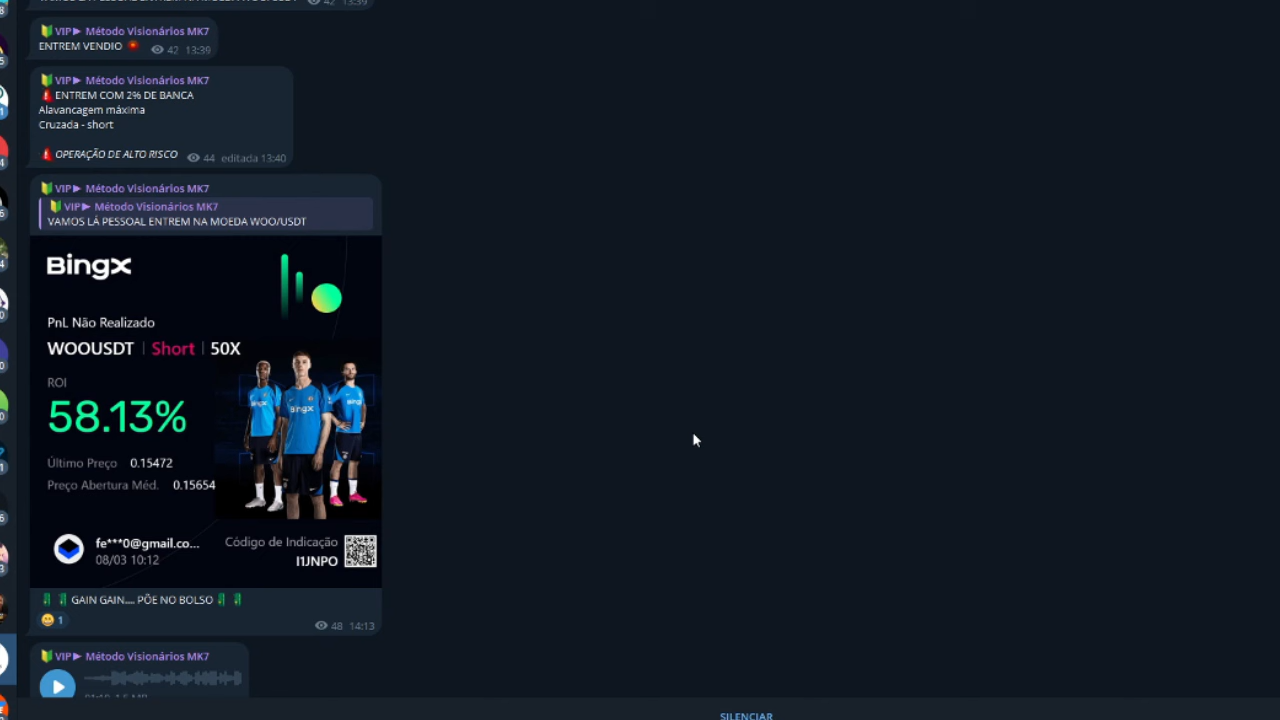 42 13:39
VIP► Método Visionários MK7
ENTREM VENDIO
42 13:39
VIP► Método Visionários MK7
ENTREM COM 2% DE BANCA
Alavancagem máxima
Cruzada - short
OPERAÇÃO DE ALTO RISCO
44 editada 13:40
VIP► Método Visionários MK7
VIP► Método Visionários MK7
VAMOS LÁ PESSOAL ENTREM NA MOEDA WOO/USDT
BingX
PnL Não Realizado
WOOUSDT | Short | 50X
ROI
58.13%
Último Preço 0.15472
Preço Abertura Méd. 0.15654
fe***0@gmail.co...
08/03 10:12
Código de Indicação
I1JNPO
BingX
GAIN GAIN.... PÕE NO BOLSO
1
48 14:13
VIP► Método Visionários MK7
SILENCIAR